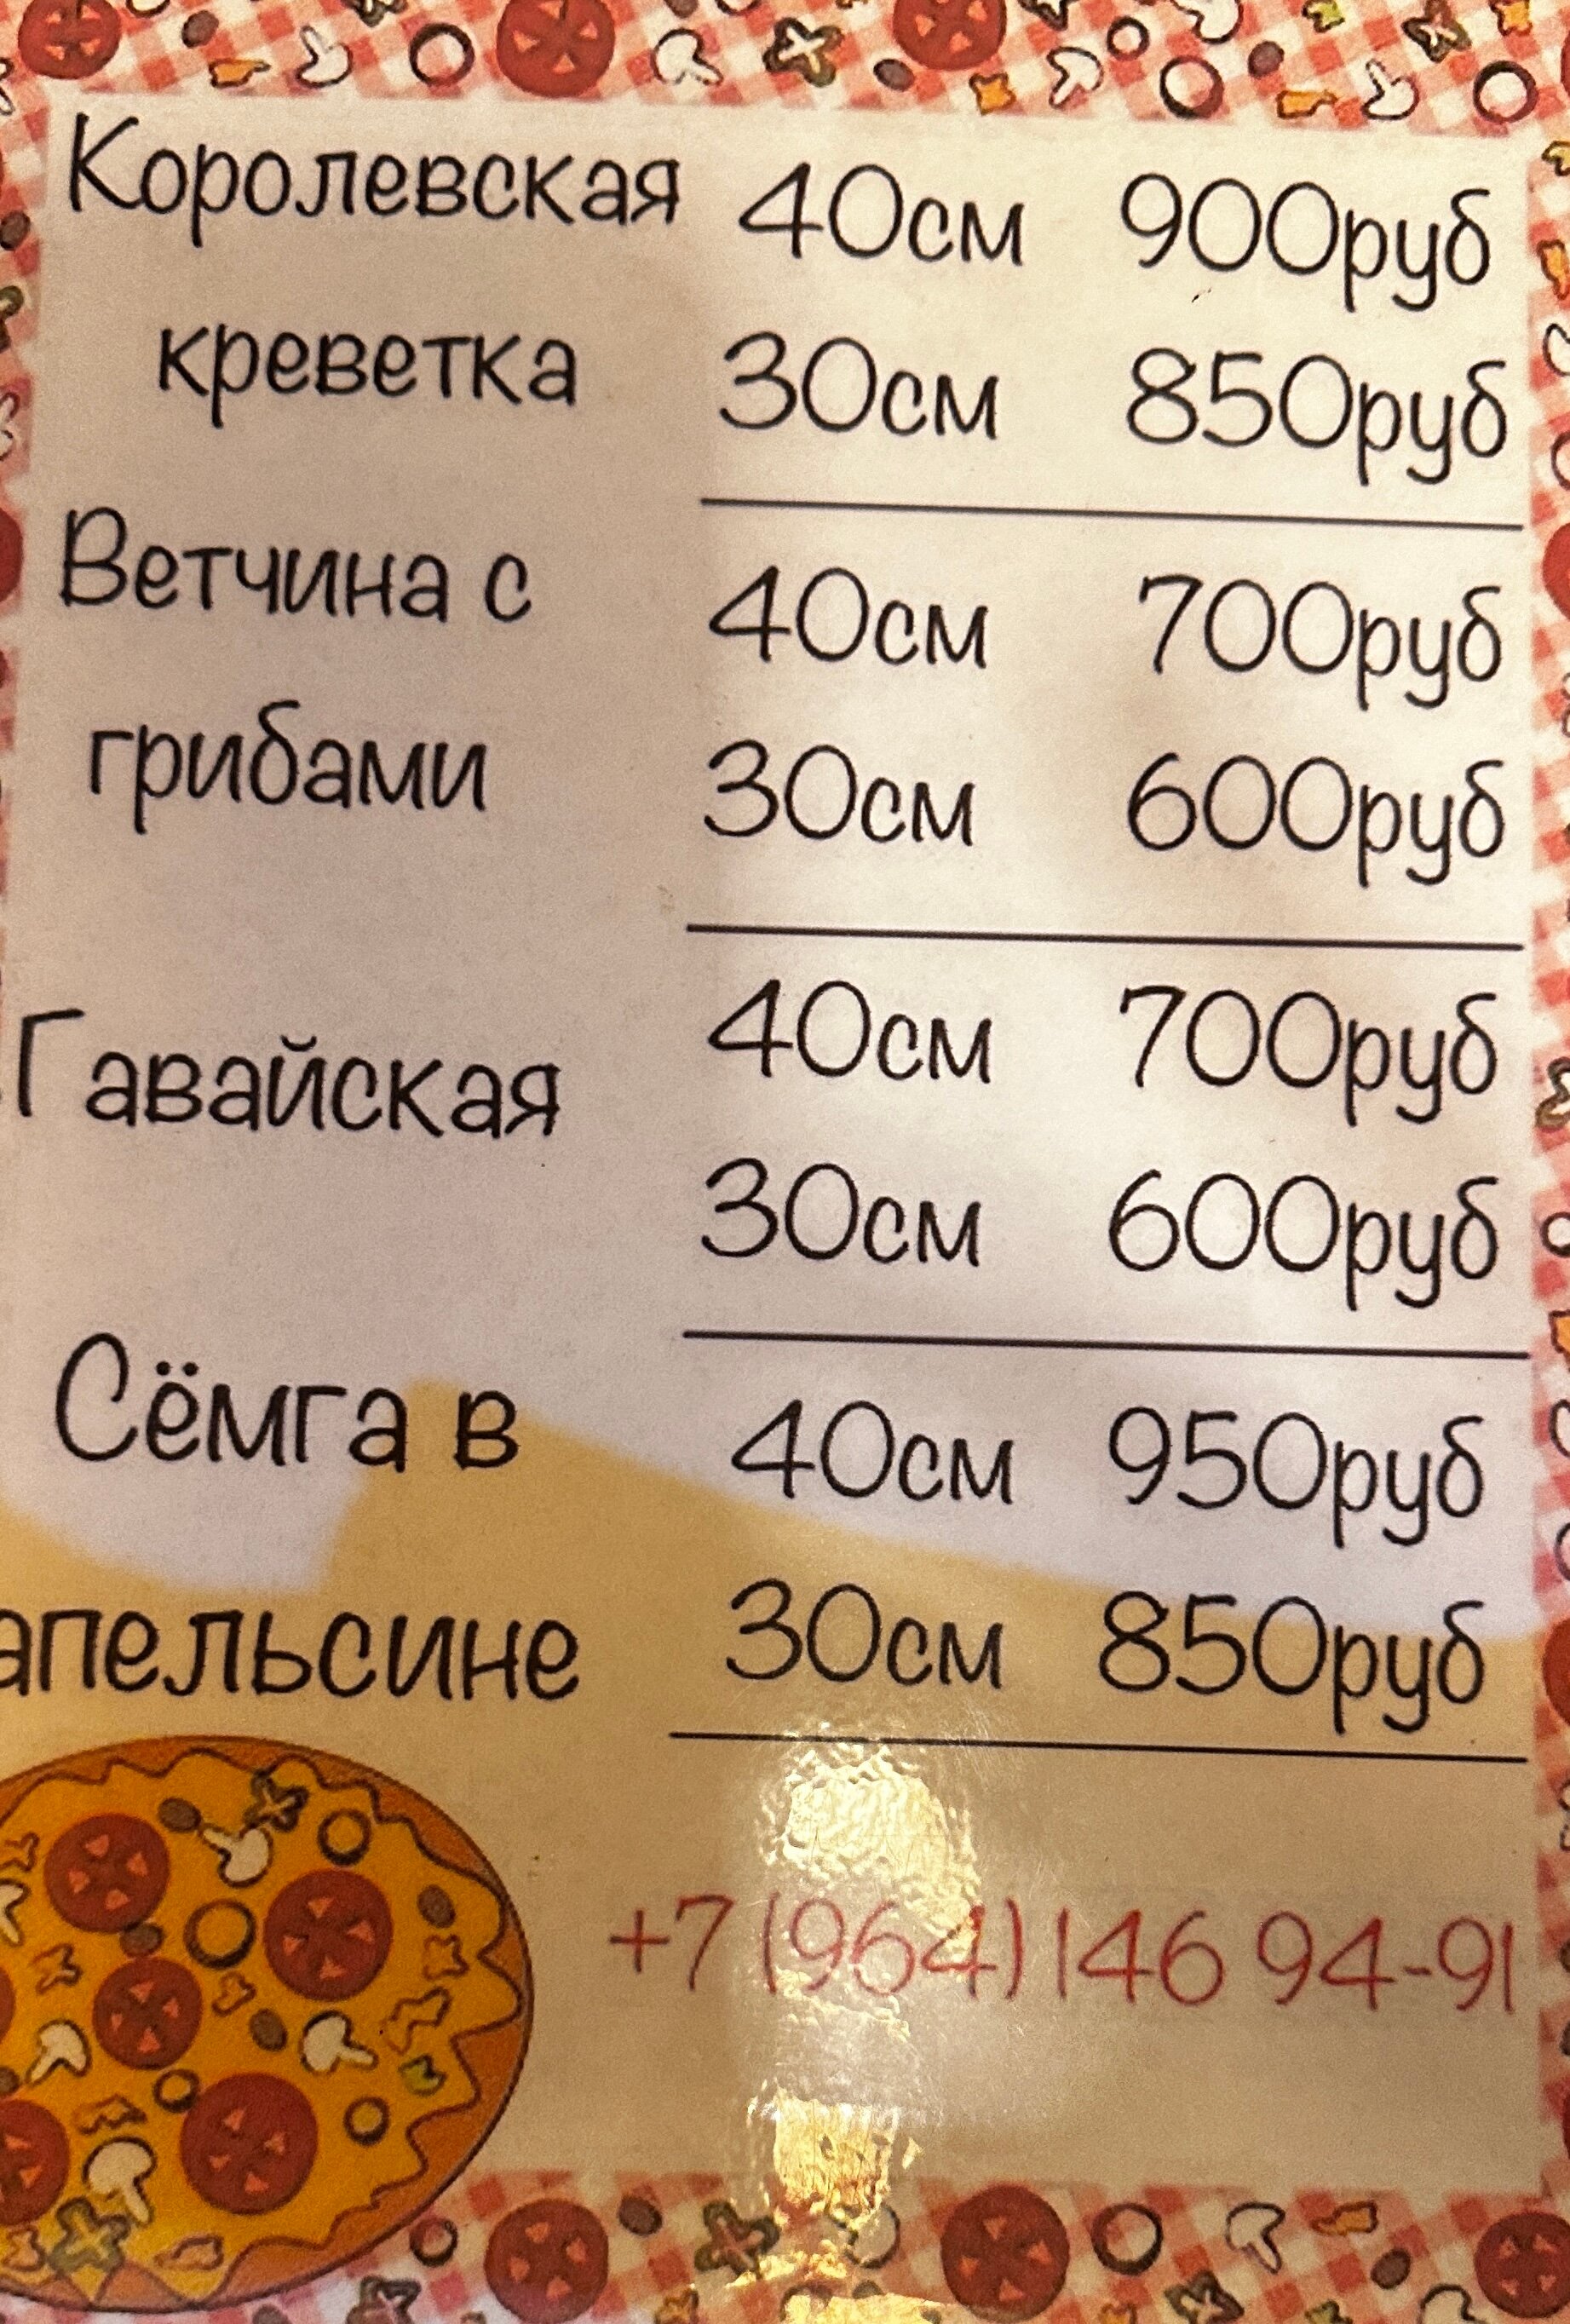 Королевская 40см 900руб
креветка 30см 850руб
Ветчина с 40см 700руб
грибами 30см 600руб
Гавайская 40см 700руб
30см 600руб
Сёмга в 40см 950руб
апельсине 30см 850руб
+7 (964) 146 94-91